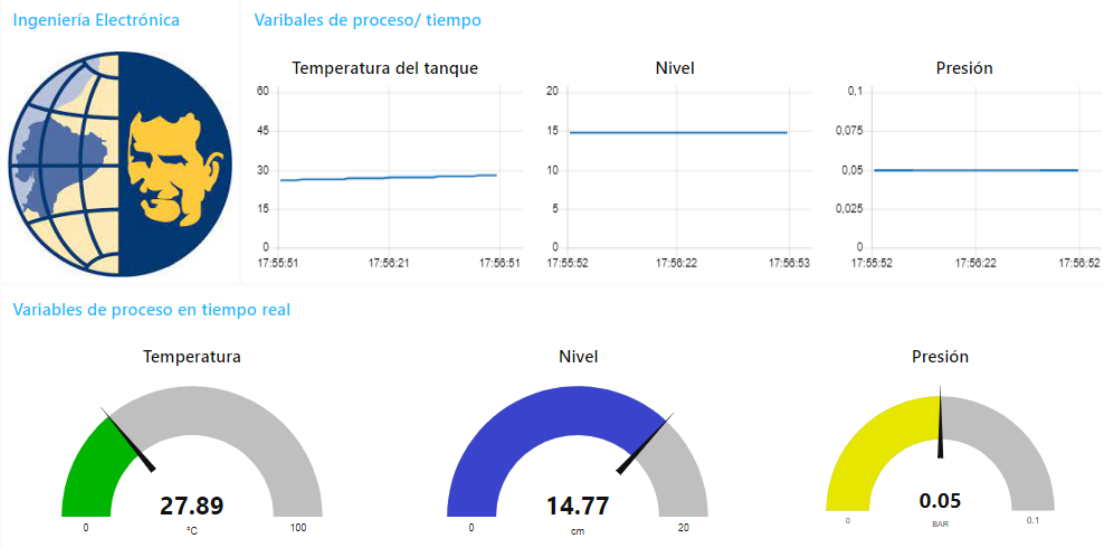 Ingeniería Electrónica
Varibales de proceso/ tiempo
Temperatura del tanque
60
45
30
15
0
17:55:51 17:56:21 17:56:51
Nivel
20
15
10
5
0
17:55:52 17:56:22 17:56:53
Presión
0,1
0,075
0,05
0,025
0
17:55:52 17:56:22 17:56:52
Variables de proceso en tiempo real
Temperatura
27.89
0 100
°C
Nivel
14.77
0 20
cm
Presión
0.05
0 0.1
BAR